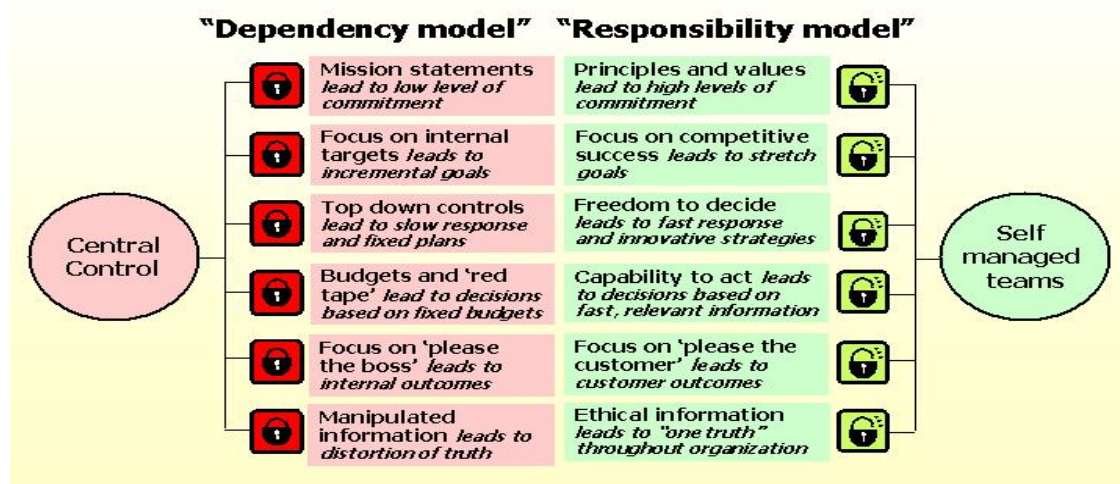 “Dependency model” “Responsibility model”
Central
Control
Mission statements
lead to low level of
commitment
Focus on internal
targets leads to
incremental goals
Top down controls
lead to slow response
and fixed plans
Budgets and ‘red
tape’ lead to decisions
based on fixed budgets
Focus on ‘please
the boss’ leads to
internal outcomes
Manipulated
information leads to
distortion of truth
Principles and values
lead to high levels of
commitment
Focus on competitive
success leads to stretch
goals
Freedom to decide
leads to fast response
and innovative strategies
Capability to act leads
to decisions based on
fast, relevant information
Focus on ‘please the
customer’ leads to
customer outcomes
Ethical information
leads to “one truth”
throughout organization
Self
managed
teams